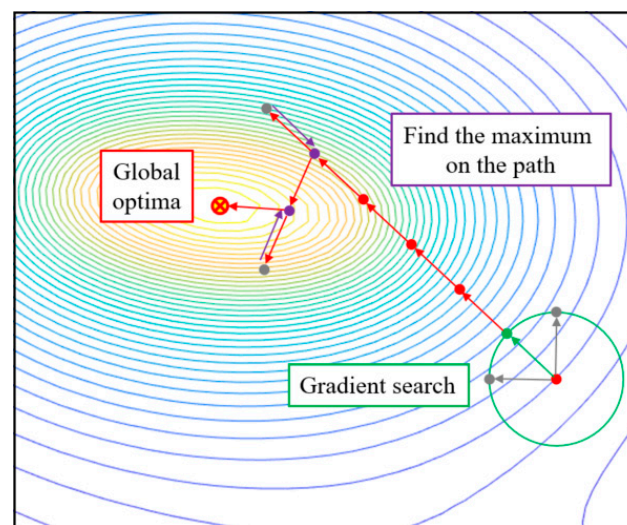 Find the maximum
on the path
Global
optima
Gradient search